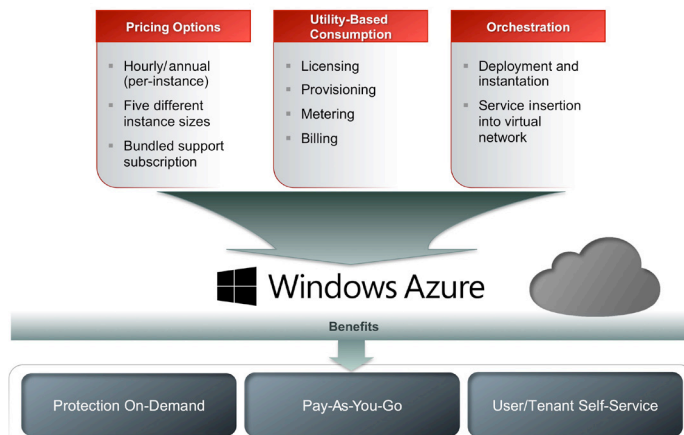 Pricing Options
Hourly/annual
(per-instance)
Five different
instance sizes
Bundled support
subscription
Utility-Based
Consumption
Licensing
Provisioning
Metering
Billing
Orchestration
Deployment and
instantation
Service insertion
into virtual
network
Windows Azure
Benefits
Protection On-Demand
Pay-As-You-Go
User/Tenant Self-Service